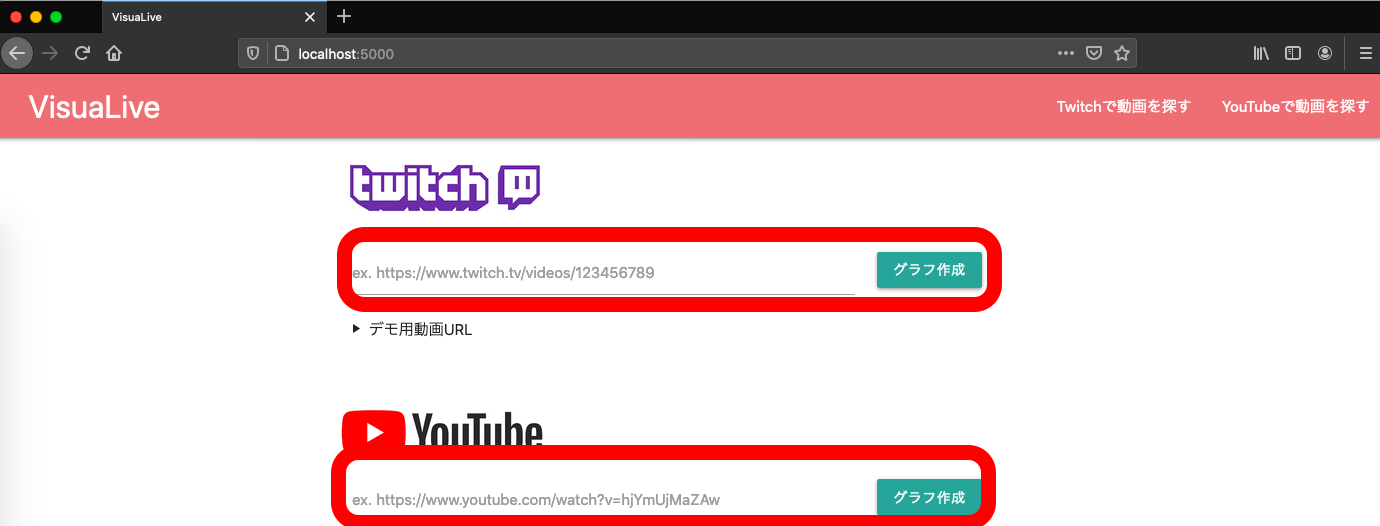 VisuaLive
localhost:5000
VisuaLive
Twitchで動画を探す
YouTubeで動画を探す
twitch
ex. https://www.twitch.tv/videos/123456789
グラフ作成
デモ用動画URL
YouTube
ex. https://www.youtube.com/watch?v=hjYmUjMaZAw
グラフ作成